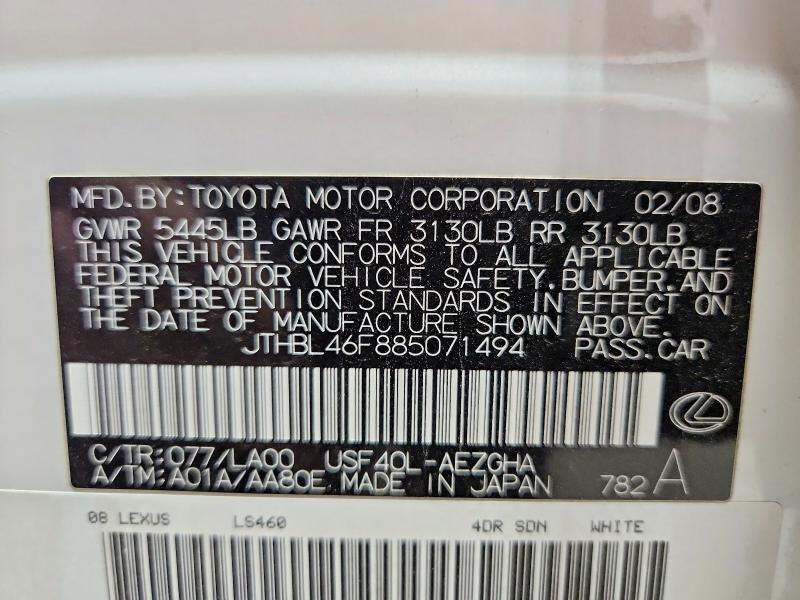 MFD. BY: TOYOTA MOTOR CORPORATION 02/08
GVWR 5445LB GAWR FR 3130LB RR 3130LB
THIS VEHICLE CONFORMS TO ALL APPLICABLE
FEDERAL MOTOR VEHICLE SAFETY. BUMPER. AND
THEFT PREVENTION STANDARDS IN EFFECT ON
THE DATE OF MANUFACTURE SHOWN ABOVE.
JTHBL46F885071494 PASS. CAR
C/TR: 077/LA00 USF40L-AEZGHA
A/TM: A01A/AA80E. MADE IN JAPAN 782 A
08 LEXUS LS460 4DR SDN WHITE